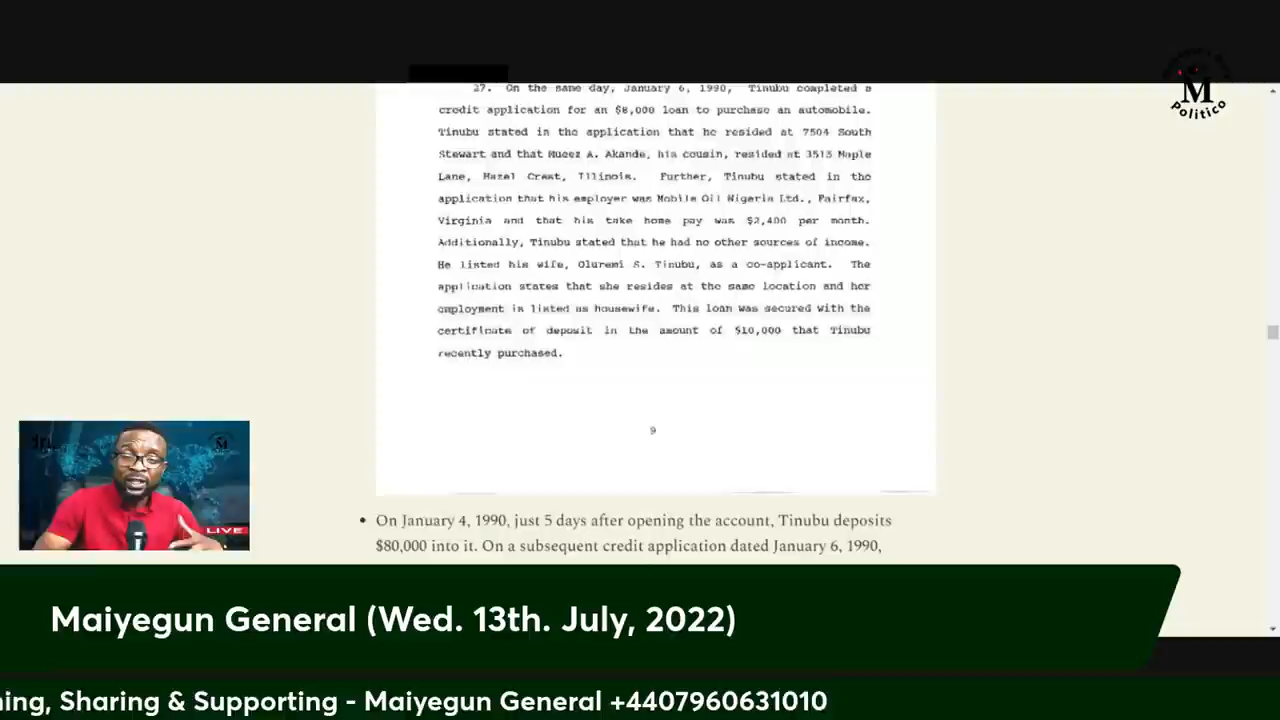 M
Politico
27. On the same day, January 6, 1990, Tinubu completed a
credit application for an $8,000 loan to purchase an automobile.
Tinubu stated in the application that he resided at 7504 South
Stewart and that Mueez A. Akande, his cousin, resided at 3515 Maple
Lane, Hazel Crest, Illinois. Further, Tinubu stated in the
application that his employer was Mobile Oil Nigeria Ltd., Fairfax,
Virginia and that his take home pay was $2,400 per month.
Additionally, Tinubu stated that he had no other sources of income.
He listed his wife, Oluremi S. Tinubu, as a co-applicant. The
application states that she resides at the same location and her
employment is listed as housewife. This loan was secured with the
certificate of deposit in the amount of $10,000 that Tinubu
recently purchased.
9
LIVE
• On January 4, 1990, just 5 days after opening the account, Tinubu deposits
$80,000 into it. On a subsequent credit application dated January 6, 1990,
Maiyegun General (Wed. 13th. July, 2022)
ing, Sharing & Supporting - Maiyegun General +4407960631010